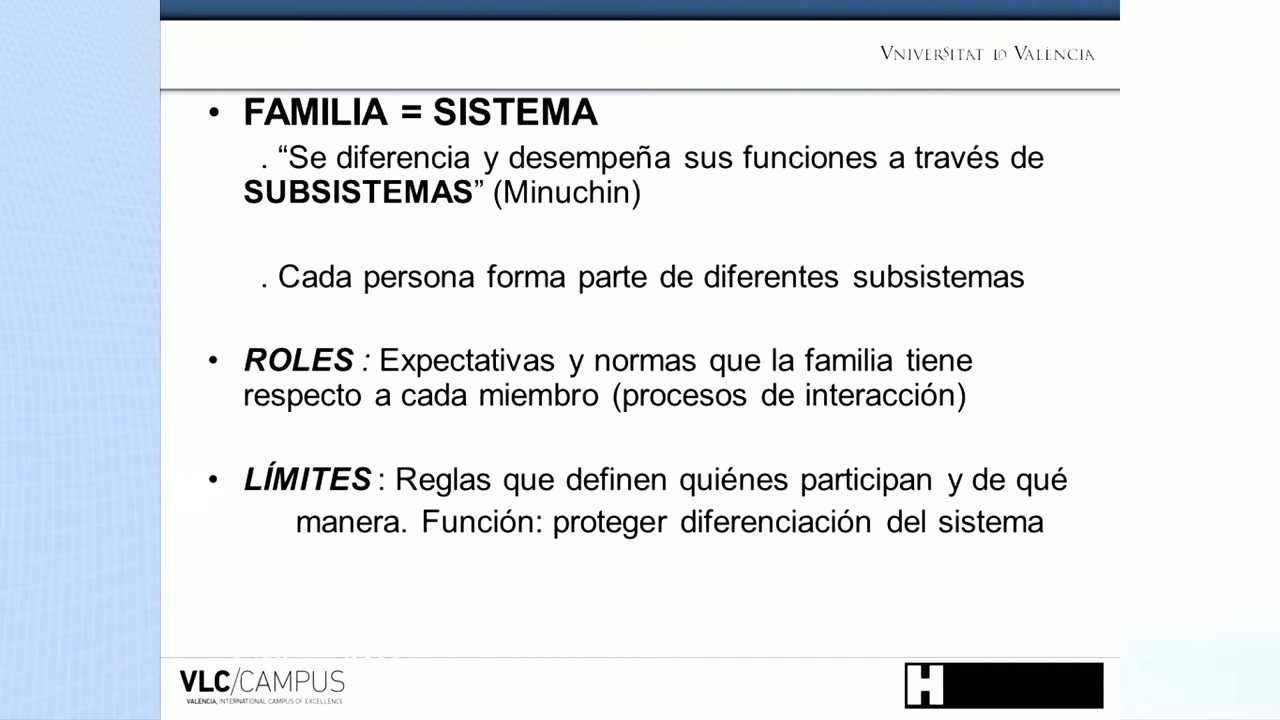 VNIVERSITAT ID VALÈNCIA
• FAMILIA = SISTEMA
. “Se diferencia y desempeña sus funciones a través de
SUBSISTEMAS” (Minuchin)
. Cada persona forma parte de diferentes subsistemas
• ROLES : Expectativas y normas que la familia tiene
respecto a cada miembro (procesos de interacción)
• LÍMITES : Reglas que definen quiénes participan y de qué
manera. Función: proteger diferenciación del sistema
VLC/CAMPUS
VALENCIA, INTERNATIONAL CAMPUS OF EXCELLENCE
H